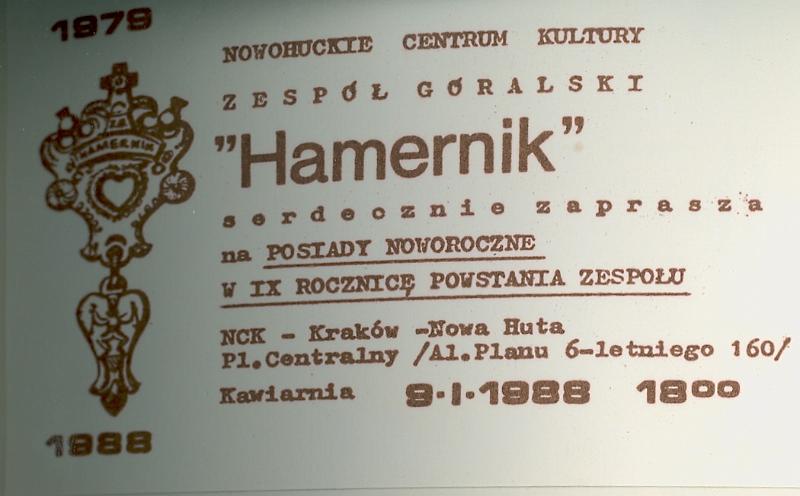 1979
NOWOHUCKIE CENTRUM KULTURY
ZESPÓŁ GÓRALSKI
"Hamernik"
serdecznie zaprasza
na POSIADY NOWOROCZNE
W IX ROCZNICĘ POWSTANIA ZESPOŁU
NCK - Kraków -Nowa Huta
Pl.Centralny /Al.Planu 6-letniego 160/
Kawiarnia 9·I·1988 18⁰⁰
ZG
HAMERNIK
1988